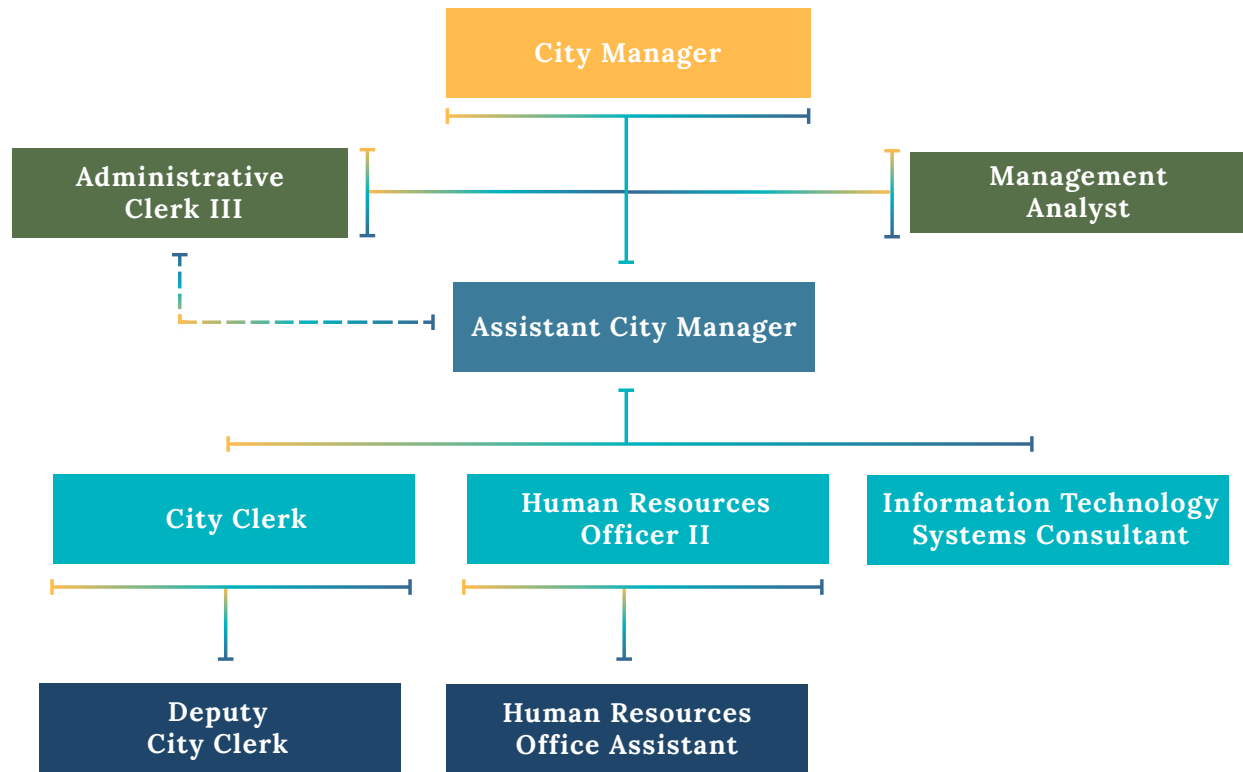 City Manager
Administrative
Clerk III
Management
Analyst
Assistant City Manager
City Clerk
Human Resources
Officer II
Information Technology
Systems Consultant
Deputy
City Clerk
Human Resources
Office Assistant